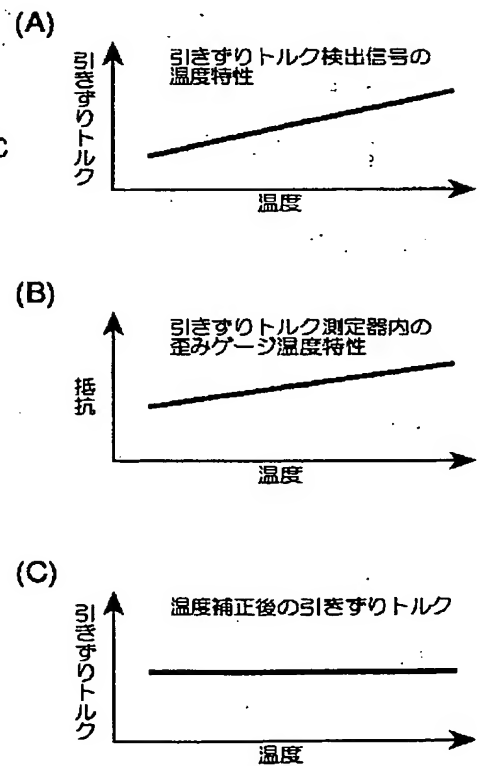 (A)
引きずりトルク検出信号の
温度特性
引きずりトルク
C
温度
(B)
引きずりトルク測定器内の
歪みゲージ温度特性
抵抗
温度
(C)
温度補正後の引きずりトルク
引きずりトルク
温度